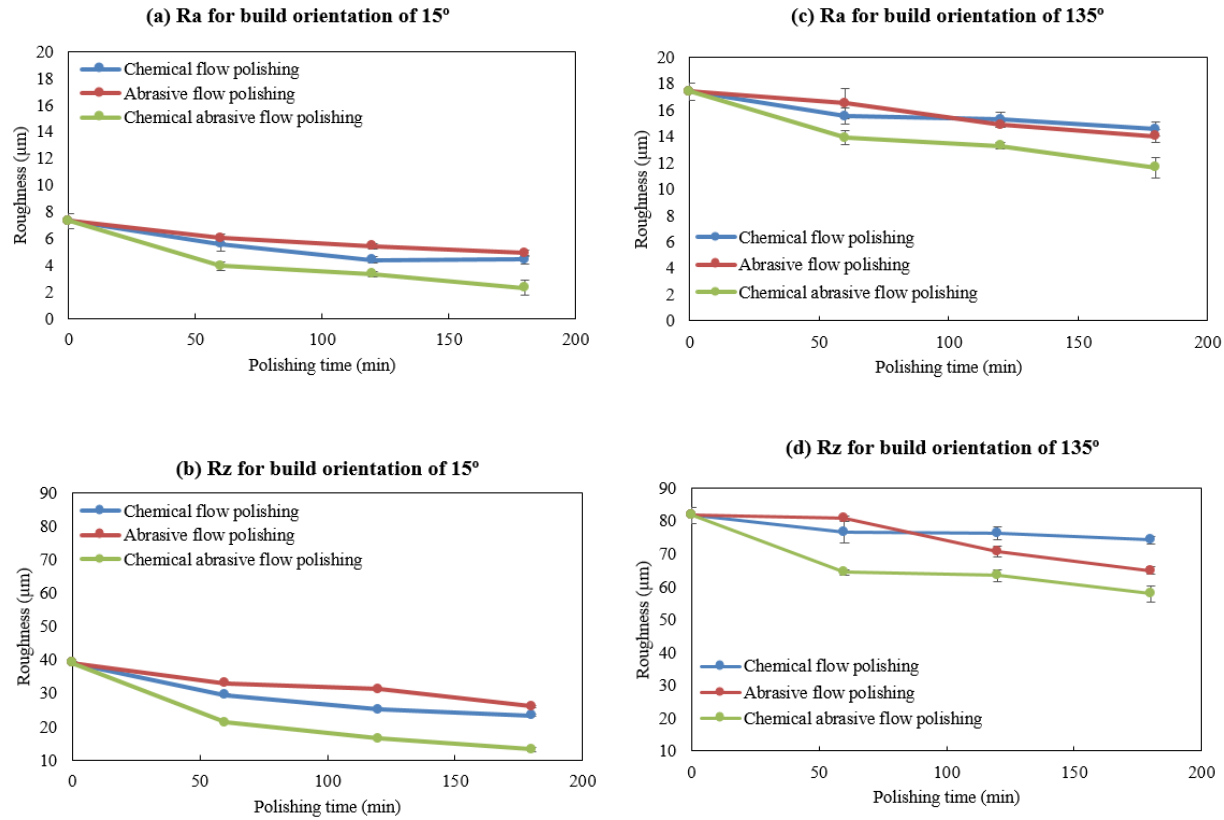 (a) Ra for build orientation of 15º
20
18
16
14
12
10
8
6
4
2
0
Roughness (µm)
Chemical flow polishing
Abrasive flow polishing
Chemical abrasive flow polishing
0 50 100 150 200
Polishing time (min)
(c) Ra for build orientation of 135º
20
18
16
14
12
10
8
6
4
2
0
Roughness (µm)
Chemical flow polishing
Abrasive flow polishing
Chemical abrasive flow polishing
0 50 100 150 200
Polishing time (min)
(b) Rz for build orientation of 15º
90
80
70
60
50
40
30
20
10
Roughness (µm)
Chemical flow polishing
Abrasive flow polishing
Chemical abrasive flow polishing
0 50 100 150 200
Polishing time (min)
(d) Rz for build orientation of 135º
90
80
70
60
50
40
30
20
10
Roughness (µm)
Chemical flow polishing
Abrasive flow polishing
Chemical abrasive flow polishing
0 50 100 150 200
Polishing time (min)